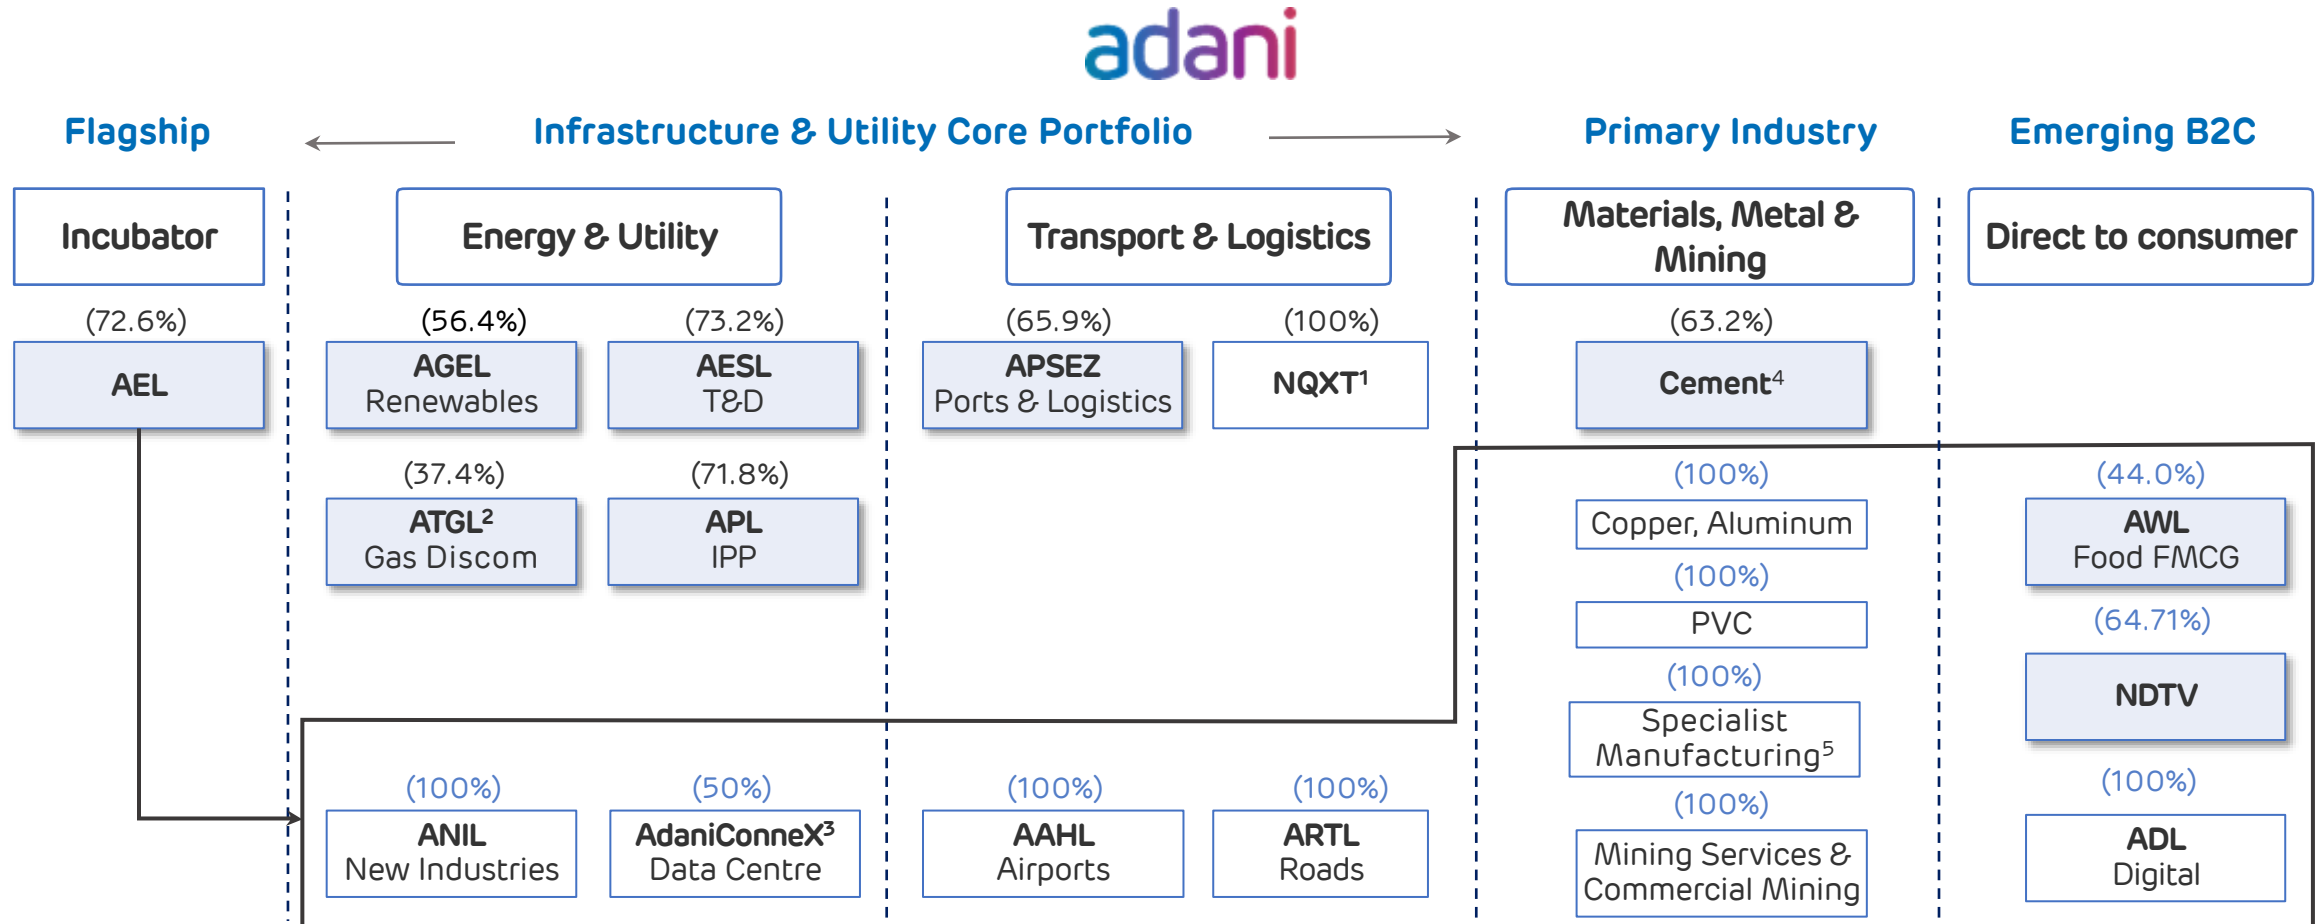 adani
Flagship
Infrastructure & Utility Core Portfolio
Primary Industry
Emerging B2C
Incubator
Energy & Utility
Transport & Logistics
Materials, Metal &
Mining
Direct to consumer
(72.6%)
AEL
(56.4%)
AGEL
Renewables
(73.2%)
AESL
T&D
(65.9%)
APSEZ
Ports & Logistics
(100%)
NQXT¹
(63.2%)
Cement⁴
(37.4%)
ATGL²
Gas Discom
(71.8%)
APL
IPP
(100%)
Copper, Aluminum
(100%)
PVC
(100%)
Specialist
Manufacturing⁵
(100%)
Mining Services &
Commercial Mining
(44.0%)
AWL
Food FMCG
(64.71%)
NDTV
(100%)
ADL
Digital
(100%)
ANIL
New Industries
(50%)
AdaniConneX³
Data Centre
(100%)
AAHL
Airports
(100%)
ARTL
Roads